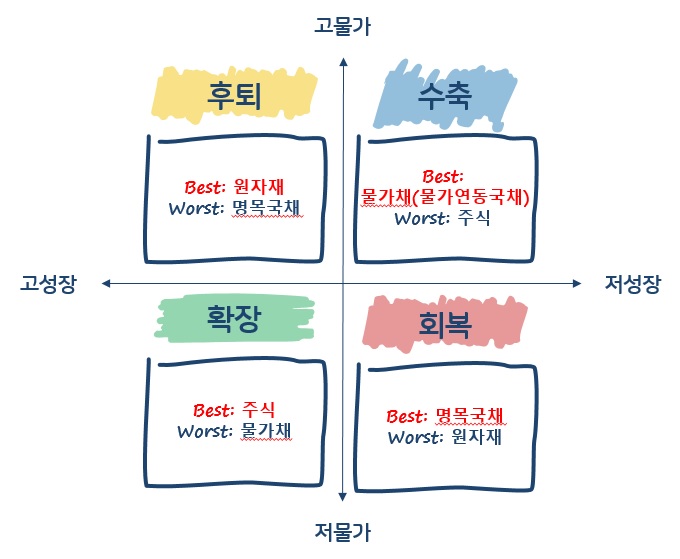 고물가
후퇴
수축
Best: 원자재
Worst: 명목국채
Best:
물가채(물가연동국채)
Worst: 주식
고성장
저성장
확장
회복
Best: 주식
Worst: 물가채
Best: 명목국채
Worst: 원자재
저물가